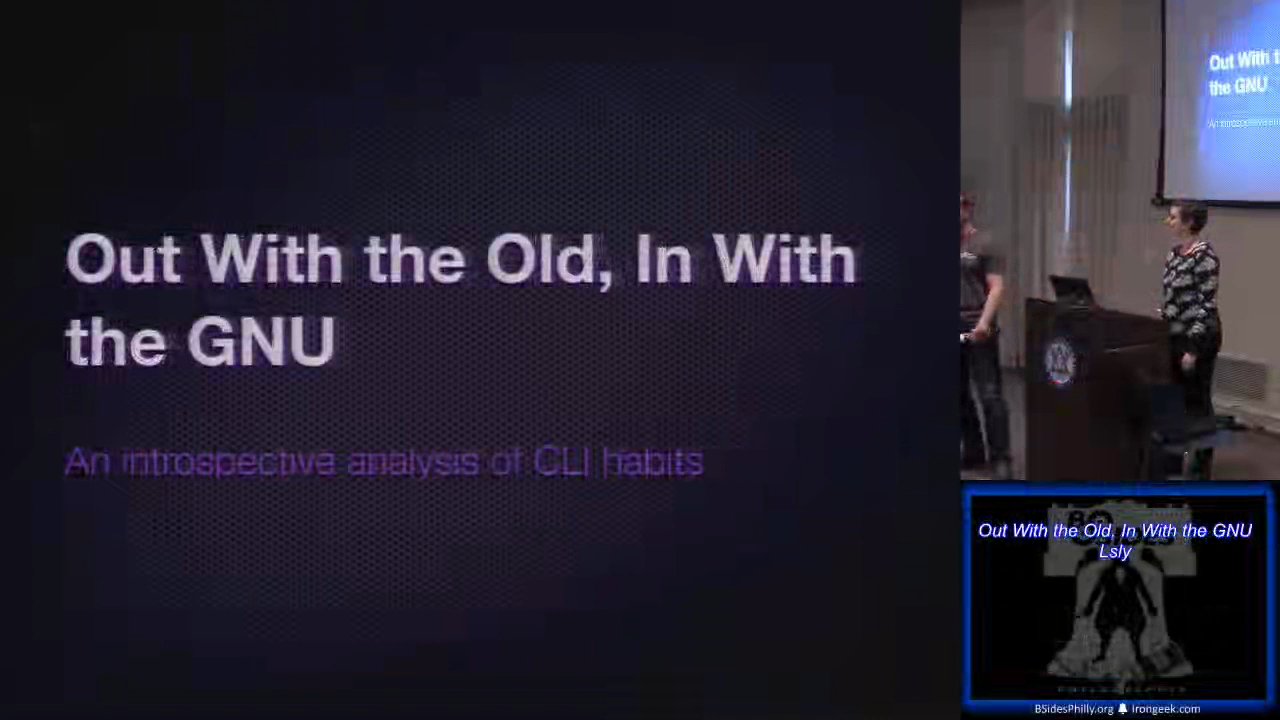 Out With the Old, In With
the GNU
An introspective analysis of CLI habits
Out With t
the GNU
Out With the Old, In With the GNU
Lsly
BSidesPhilly.org Irongeek.com